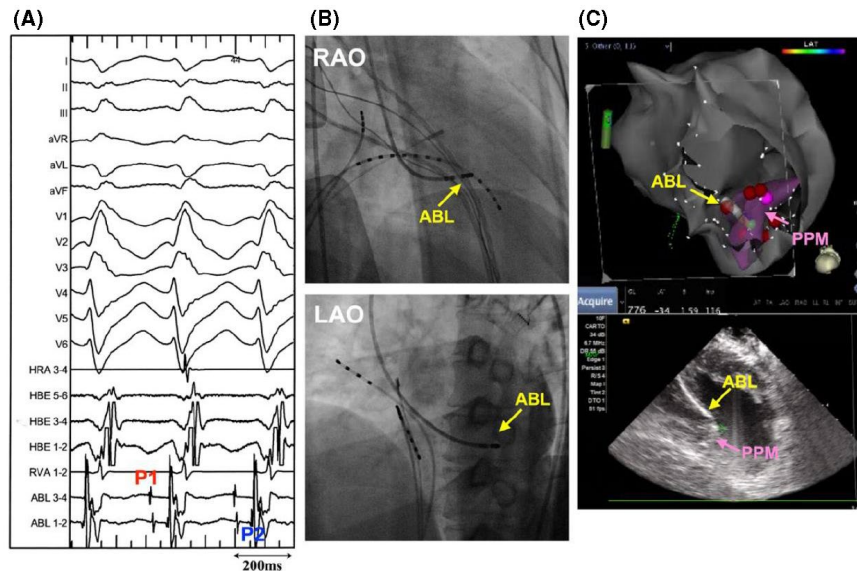 (A)
I
44
II
III
aVR
aVL
aVF
V1
V2
V3
V4
V5
V6
HRA 3-4
HBE 5-6
HBE 3-4
HBE 1-2
RVA 1-2
ABL 3-4
ABL 1-2
P1
P2
200ms
(B)
RAO
ABL
LAO
ABL
(C)
LAT
ABL
PPM
Acquire
776 -34 1.59 116
CARTO
ABL
PPM